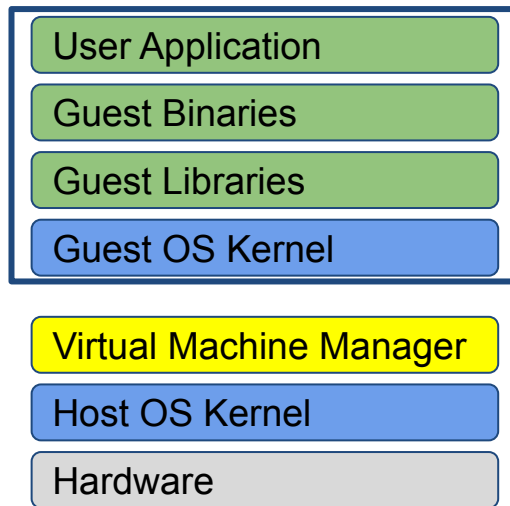 User Application
Guest Binaries
Guest Libraries
Guest OS Kernel
Virtual Machine Manager
Host OS Kernel
Hardware